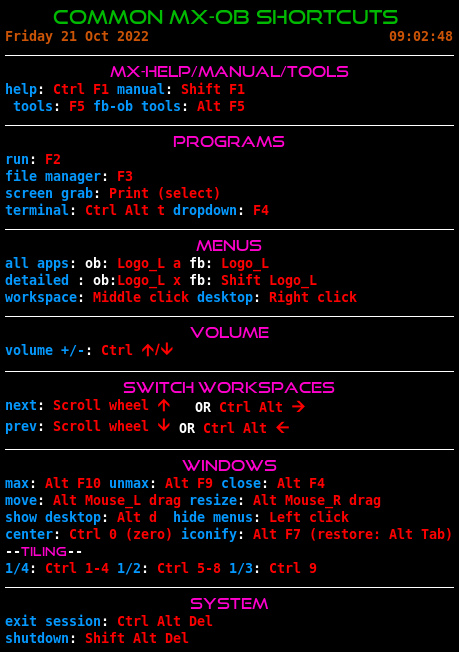 COMMON MX-OB SHORTCUTS
Friday 21 Oct 2022 09:02:48
MX-HELP/MANUAL/TOOLS
help: Ctrl F1 manual: Shift F1
tools: F5 fb-ob tools: Alt F5
PROGRAMS
run: F2
file manager: F3
screen grab: Print (select)
terminal: Ctrl Alt t dropdown: F4
MENUS
all apps: ob: Logo_L a fb: Logo_L
detailed : ob:Logo_L x fb: Shift Logo_L
workspace: Middle click desktop: Right click
VOLUME
volume +/-: Ctrl ↑/↓
SWITCH WORKSPACES
next: Scroll wheel ↑ OR Ctrl Alt →
prev: Scroll wheel ↓ OR Ctrl Alt ←
WINDOWS
max: Alt F10 unmax: Alt F9 close: Alt F4
move: Alt Mouse_L drag resize: Alt Mouse_R drag
show desktop: Alt d hide menus: Left click
center: Ctrl 0 (zero) iconify: Alt F7 (restore: Alt Tab)
--TILING--
1/4: Ctrl 1-4 1/2: Ctrl 5-8 1/3: Ctrl 9
SYSTEM
exit session: Ctrl Alt Del
shutdown: Shift Alt Del